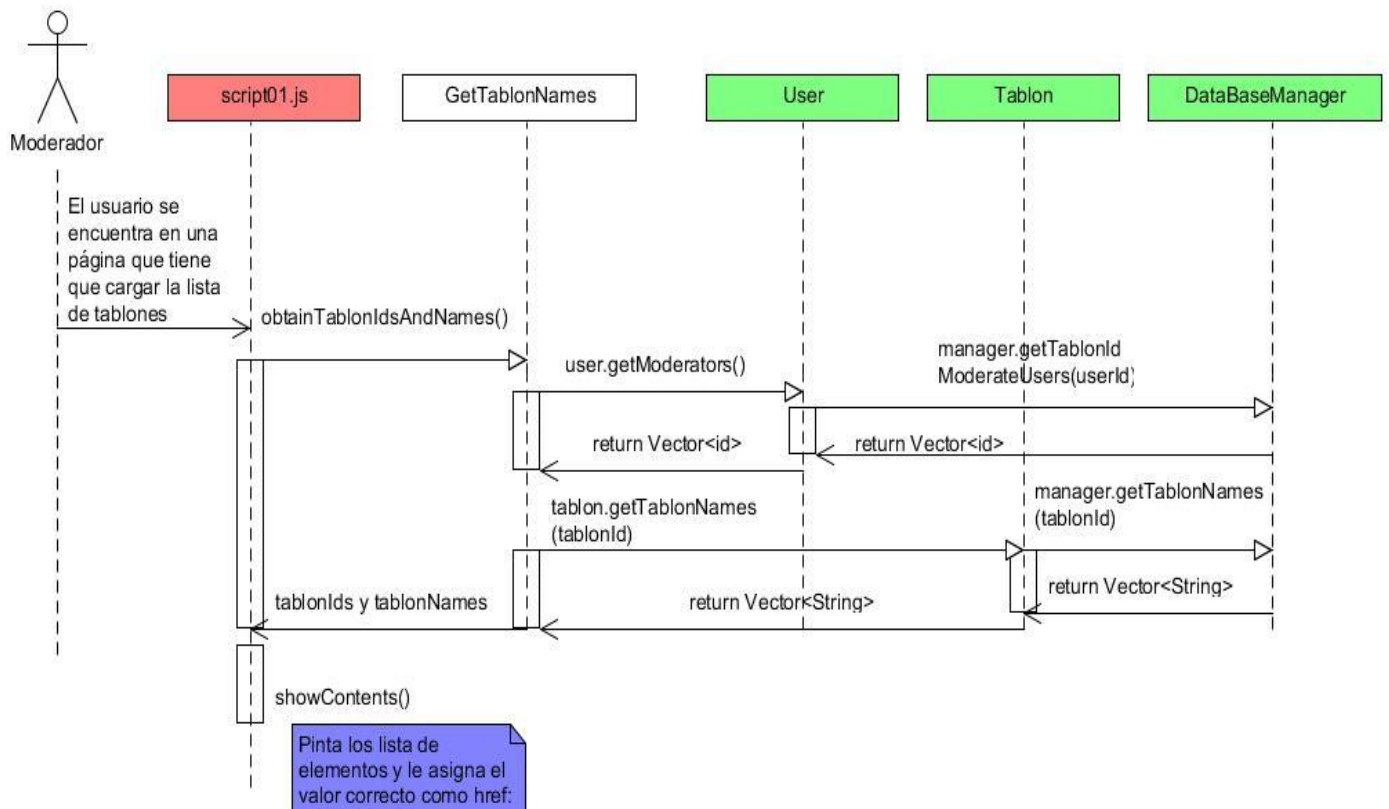 script01.js
GetTablonNames
User
Tablon
DataBaseManager
Moderador
El usuario se
encuentra en una
página que tiene
que cargar la lista
de tablones
obtainTablonIdsAndNames()
user.getModerators()
manager.getTablonId
ModerateUsers(userId)
return Vector<id>
return Vector<id>
tablon.getTablonNames
(tablonId)
manager.getTablonNames
(tablonId)
return Vector<String>
return Vector<String>
tablonIds y tablonNames
showContents()
Pinta los lista de
elementos y le asigna el
valor correcto como href: